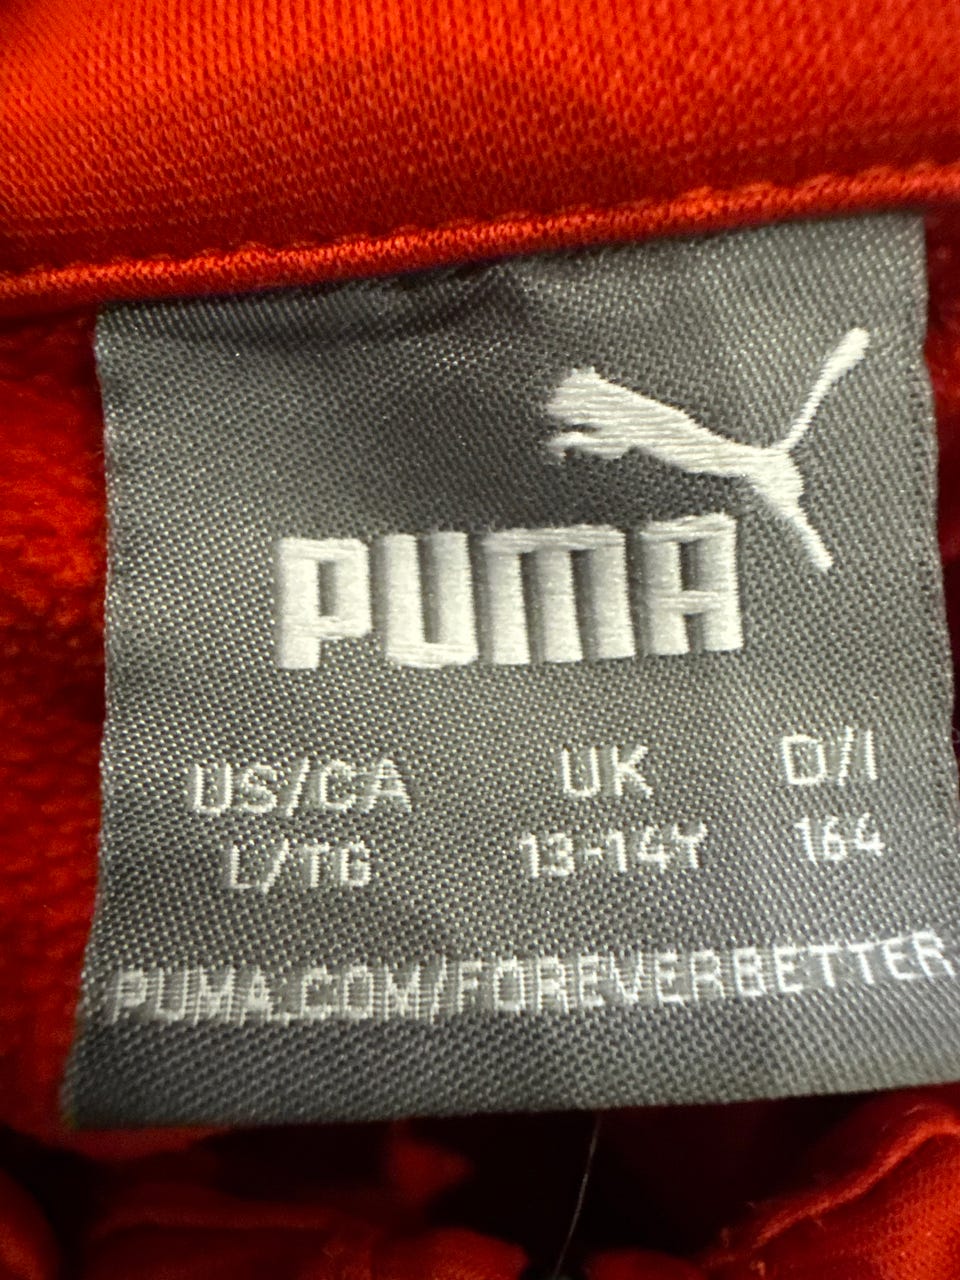 PUMA
US/CA UK D/I
L/TG 13-14Y 164
PUMA.COM/FOREVERBETTER